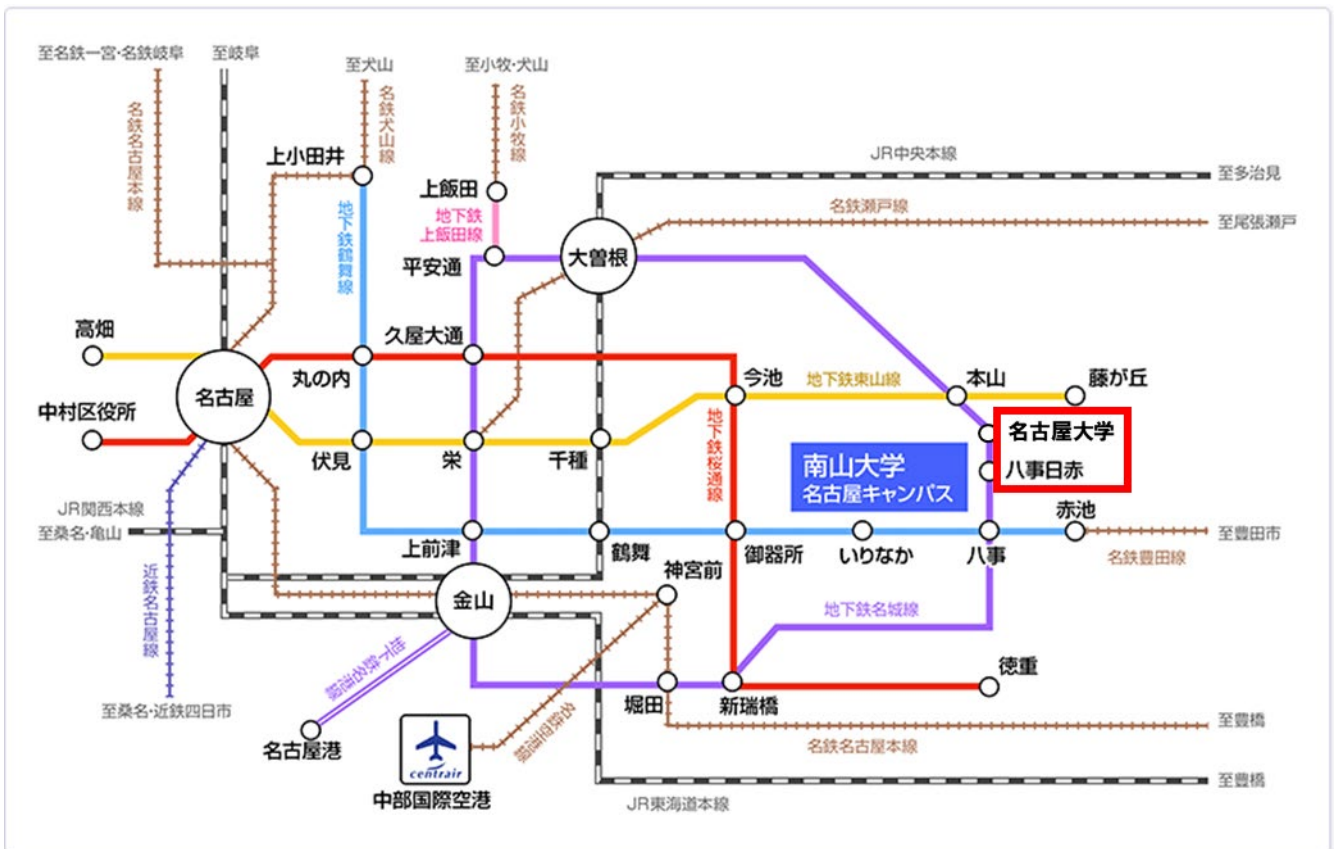 至名鉄一宮・名鉄岐阜
至岐阜
至犬山
至小牧・犬山
名鉄名古屋本線
名鉄犬山線
名鉄小牧線
上小田井
上飯田
地下鉄
上飯田線
JR中央本線
至多治見
名鉄瀬戸線
至尾張瀬戸
地下鉄鶴舞線
平安通
大曽根
高畑
久屋大通
丸の内
名古屋
今池
地下鉄東山線
本山
藤が丘
中村区役所
地下鉄桜通線
名古屋大学
伏見
栄
千種
南山大学
名古屋キャンパス
八事日赤
JR関西本線
至桑名・亀山
赤池
上前津
鶴舞
御器所
いりなか
八事
至豊田市
名鉄豊田線
近鉄名古屋線
神宮前
金山
地下鉄名城線
地下鉄名港線
徳重
至桑名・近鉄四日市
堀田
新瑞橋
名古屋港
名鉄空港線
centrair
中部国際空港
至豊橋
名鉄名古屋本線
至豊橋
JR東海道本線